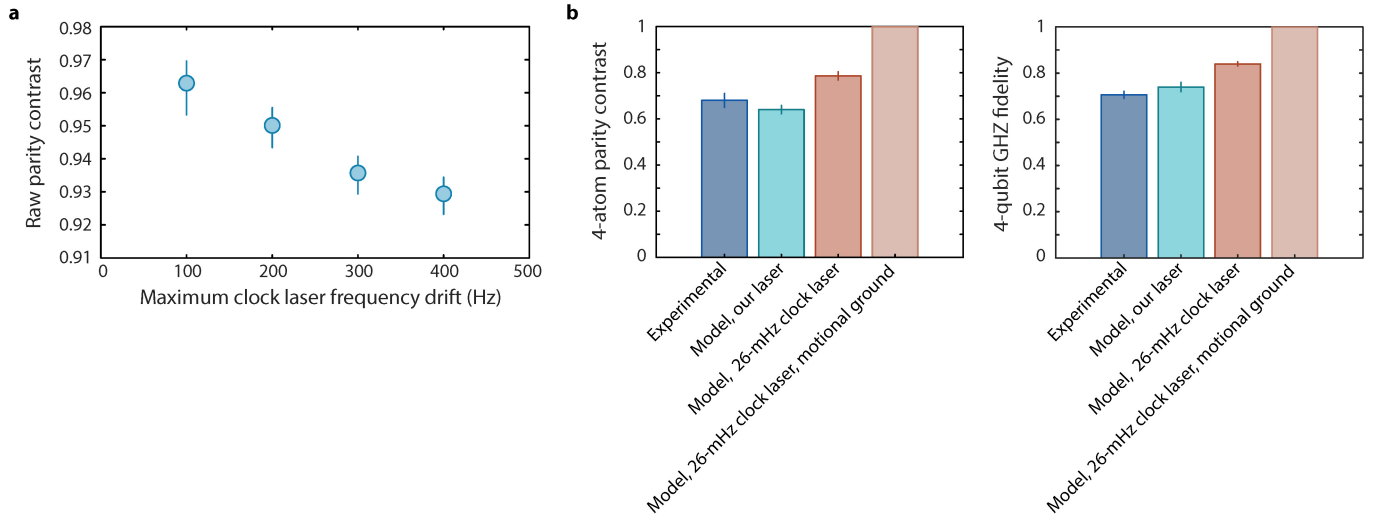 a
Raw parity contrast
0.98
0.97
0.96
0.95
0.94
0.93
0.92
0.91
0 100 200 300 400 500
Maximum clock laser frequency drift (Hz)
b
4-atom parity contrast
1
0.8
0.6
0.4
0.2
0
Experimental
Model, our laser
Model, 26-mHz clock laser
Model, 26-mHz clock laser, motional ground
4-qubit GHZ fidelity
1
0.8
0.6
0.4
0.2
0
Experimental
Model, our laser
Model, 26-mHz clock laser
Model, 26-mHz clock laser, motional ground